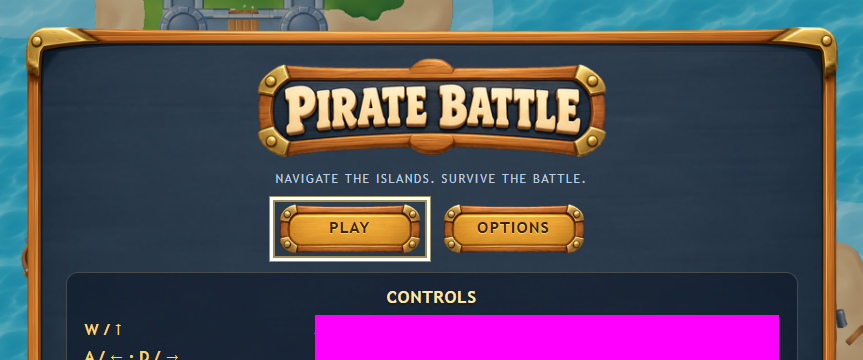 PIRATE BATTLE
NAVIGATE THE ISLANDS. SURVIVE THE BATTLE.
PLAY OPTIONS
CONTROLS
W / ↑
A / ← · D / →